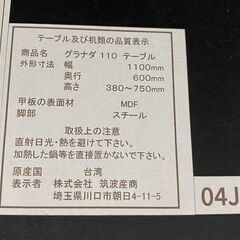 テーブル及び机類の品質表示
商品名 グラナダ 110 テーブル
外形寸法 幅 1100mm
奥行 600mm
高さ 380～750mm
甲板の表面材 MDF
脚部 スチール
取扱上の注意
直射日光・熱を避けて下さい。
加熱した鍋等を直接置かないで下さい。
原産国 台湾
表示者 株式会社 筑波産商
埼玉県川口市朝日4-11-5
04J